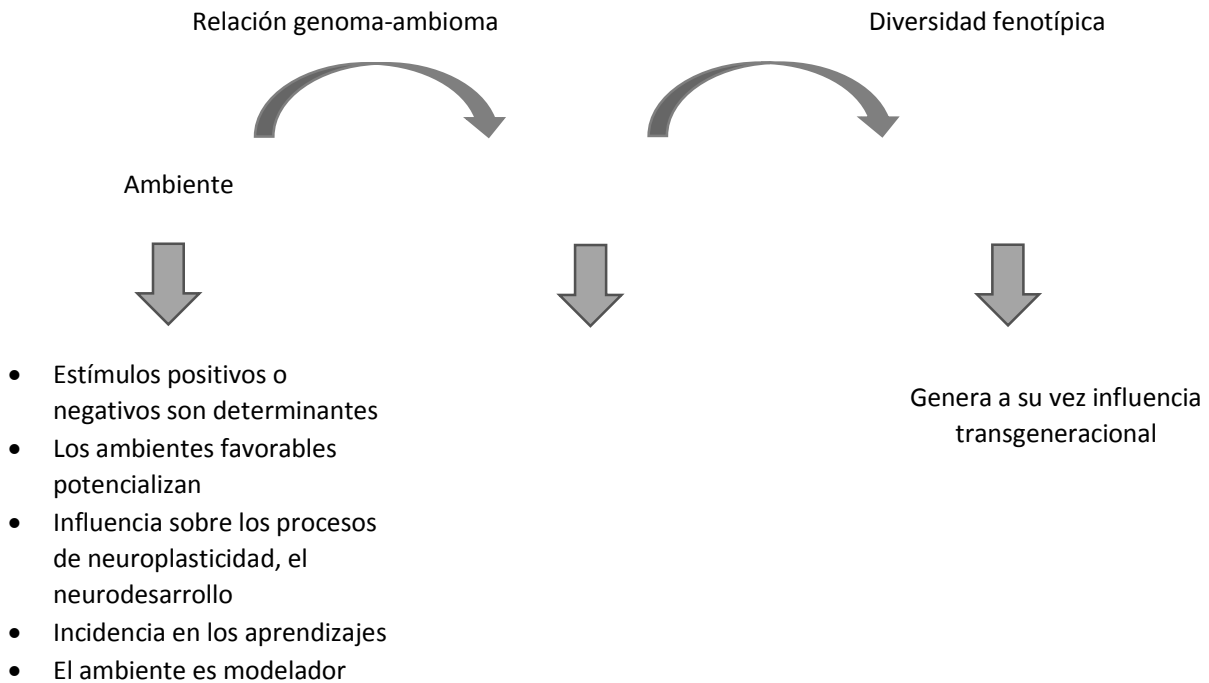 Relación genoma-ambioma
Diversidad fenotípica
Ambiente
• Estímulos positivos o
negativos son determinantes
• Los ambientes favorables
potencializan
• Influencia sobre los procesos
de neuroplasticidad, el
neurodesarrollo
• Incidencia en los aprendizajes
• El ambiente es modelador
Genera a su vez influencia
transgeneracional